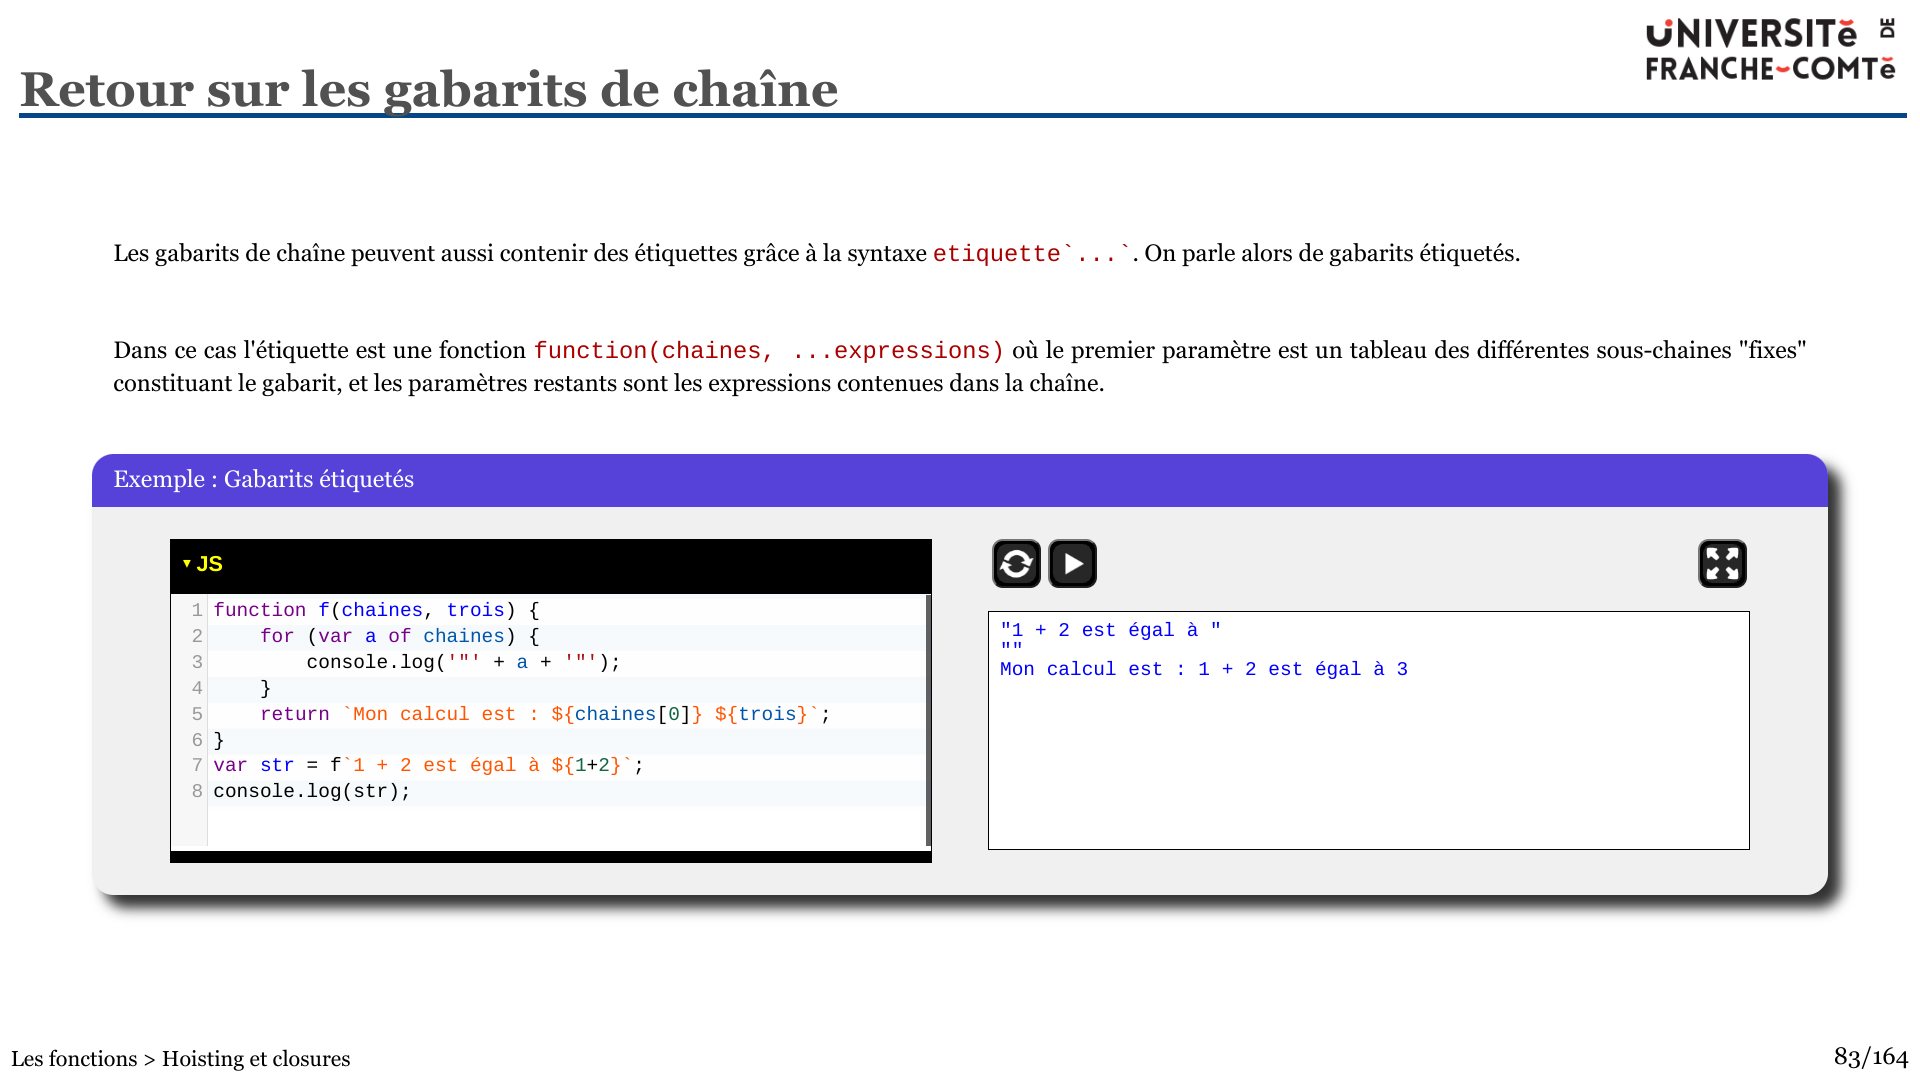 UNIVERSITĕ DE
FRANCHE-COMTĕ
Retour sur les gabarits de chaîne
Les gabarits de chaîne peuvent aussi contenir des étiquettes grâce à la syntaxe etiquette`...`. On parle alors de gabarits étiquetés.
Dans ce cas l'étiquette est une fonction function(chaines, ...expressions) où le premier paramètre est un tableau des différentes sous-chaines "fixes"
constituant le gabarit, et les paramètres restants sont les expressions contenues dans la chaîne.
Exemple : Gabarits étiquetés
▼ JS
1 function f(chaines, trois) {
2     for (var a of chaines) {
3         console.log('"' + a + '"');
4     }
5     return `Mon calcul est : ${chaines[0]} ${trois}`;
6 }
7 var str = f`1 + 2 est égal à ${1+2}`;
8 console.log(str);
"1 + 2 est égal à "
""
Mon calcul est : 1 + 2 est égal à 3
Les fonctions > Hoisting et closures
83/164